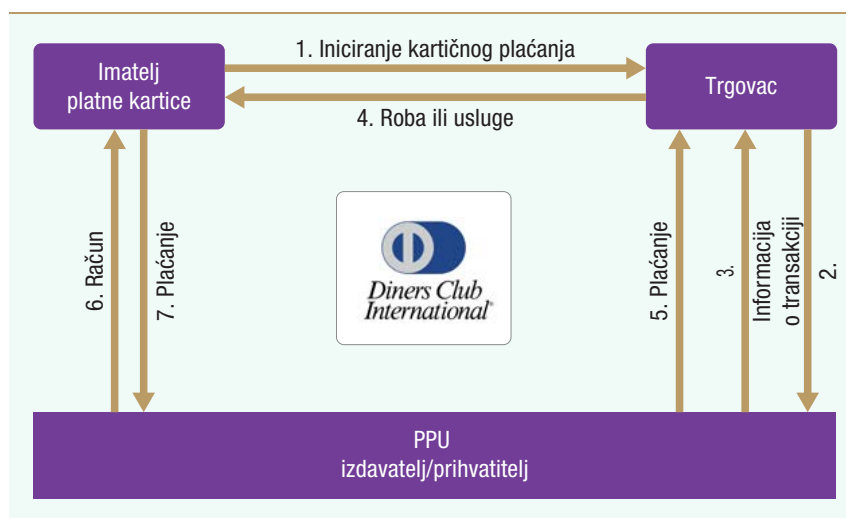 1. Iniciranje kartičnog plaćanja
Imatelj
platne kartice
Trgovac
4. Roba ili usluge
6. Račun
7. Plaćanje
Diners Club
International®
5. Plaćanje
3.
Informacija
o transakciji
2.
PPU
izdavatelj/prihvatitelj